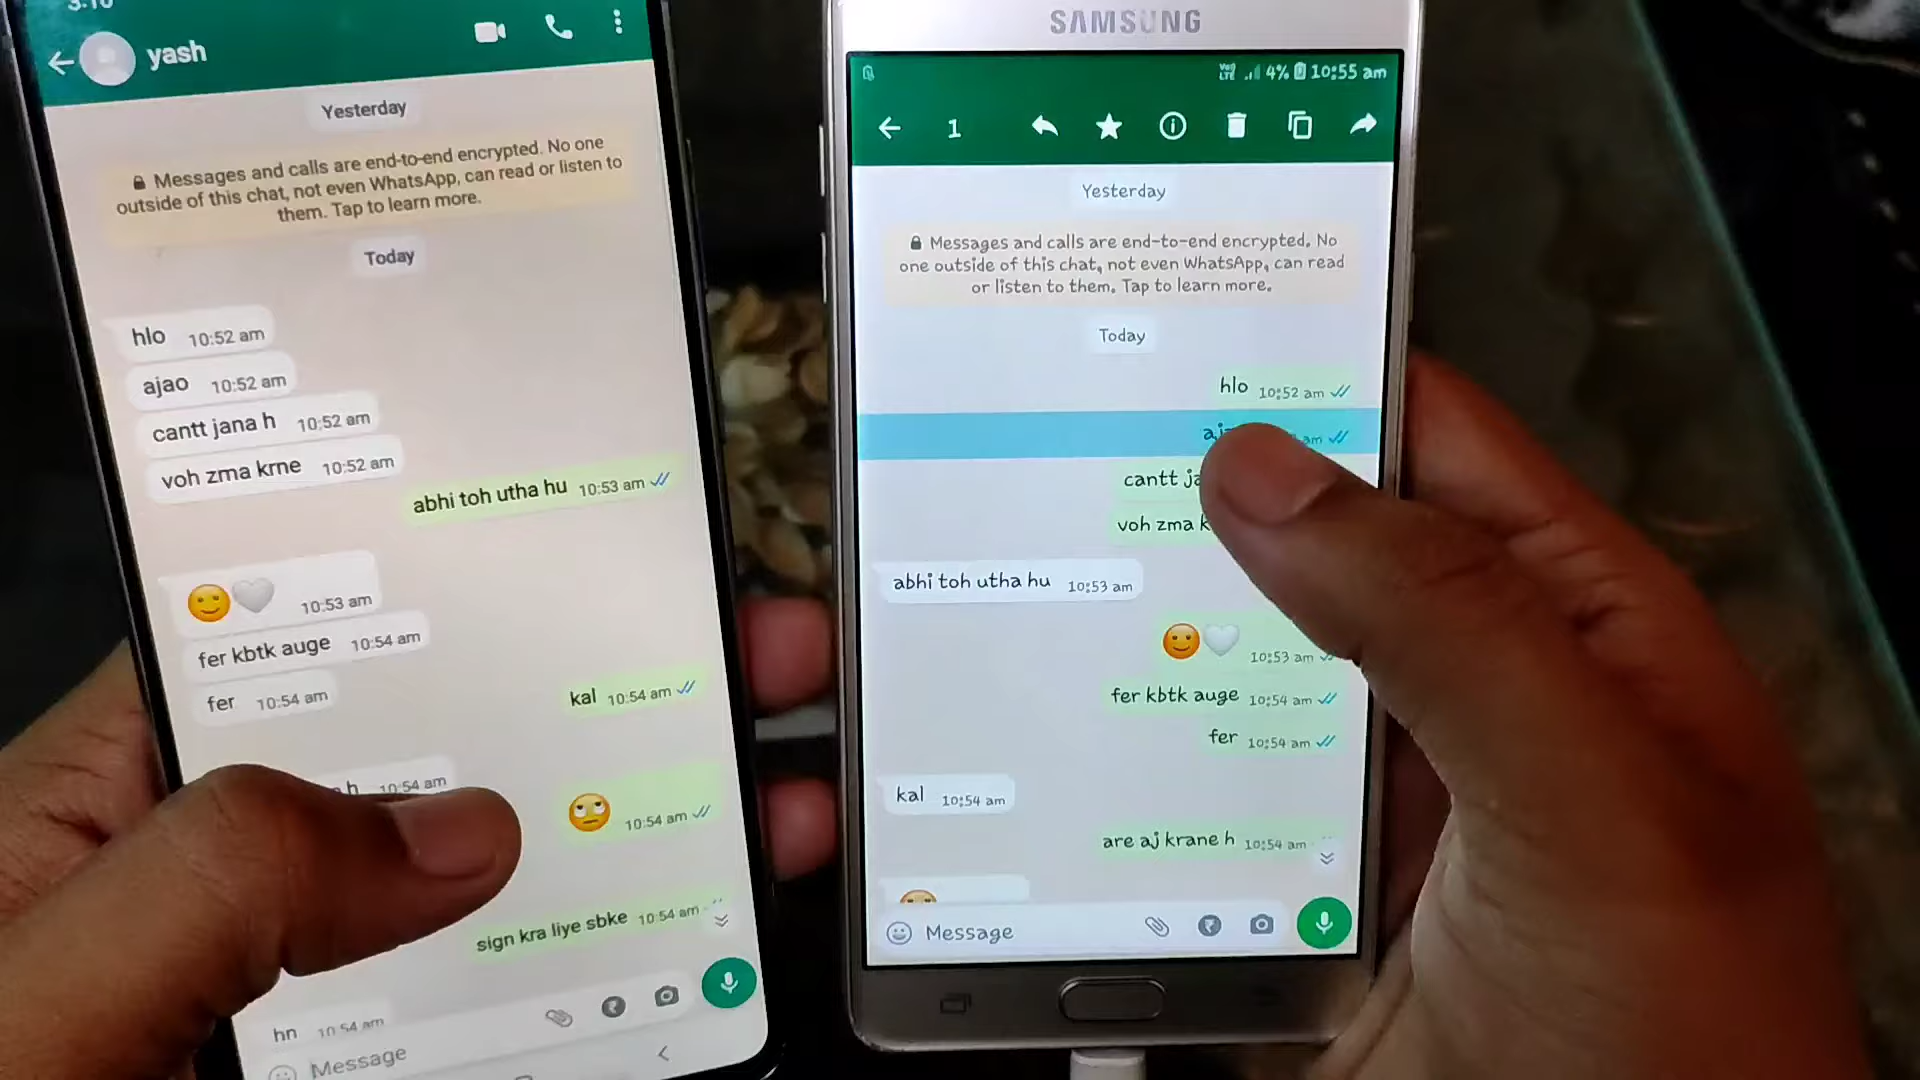 yash
Yesterday
Messages and calls are end-to-end encrypted. No one
outside of this chat, not even WhatsApp, can read or listen to
them. Tap to learn more.
Today
hlo 10:52 am
ajao 10:52 am
cantt jana h 10:52 am
voh zma krne 10:52 am
abhi toh utha hu 10:53 am
10:53 am
fer kbtk auge 10:54 am
fer 10:54 am
kal 10:54 am
h 10:54 am
10:54 am
sign kra liye sbke 10:54 am
hn 10:54 am
Message
SAMSUNG
4% 10:55 am
1
Yesterday
Messages and calls are end-to-end encrypted. No
one outside of this chat, not even WhatsApp, can read
or listen to them. Tap to learn more.
Today
hlo 10:52 am
am
cantt
voh zma
abhi toh utha hu 10:53 am
10:53 am
fer kbtk auge 10:54 am
fer 10:54 am
kal 10:54 am
are aj krane h 10:54 am
Message